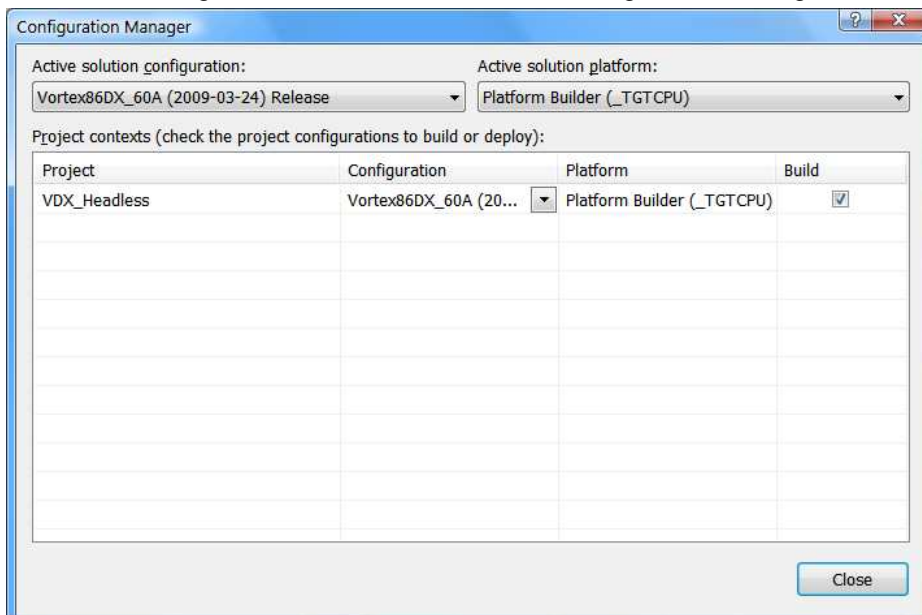 Configuration Manager
Active solution configuration: Active solution platform:
Vortex86DX_60A (2009-03-24) Release Platform Builder (_TGTCPU)
Project contexts (check the project configurations to build or deploy):
Project Configuration Platform Build
VDX_Headless Vortex86DX_60A (20... Platform Builder (_TGTCPU)
Close